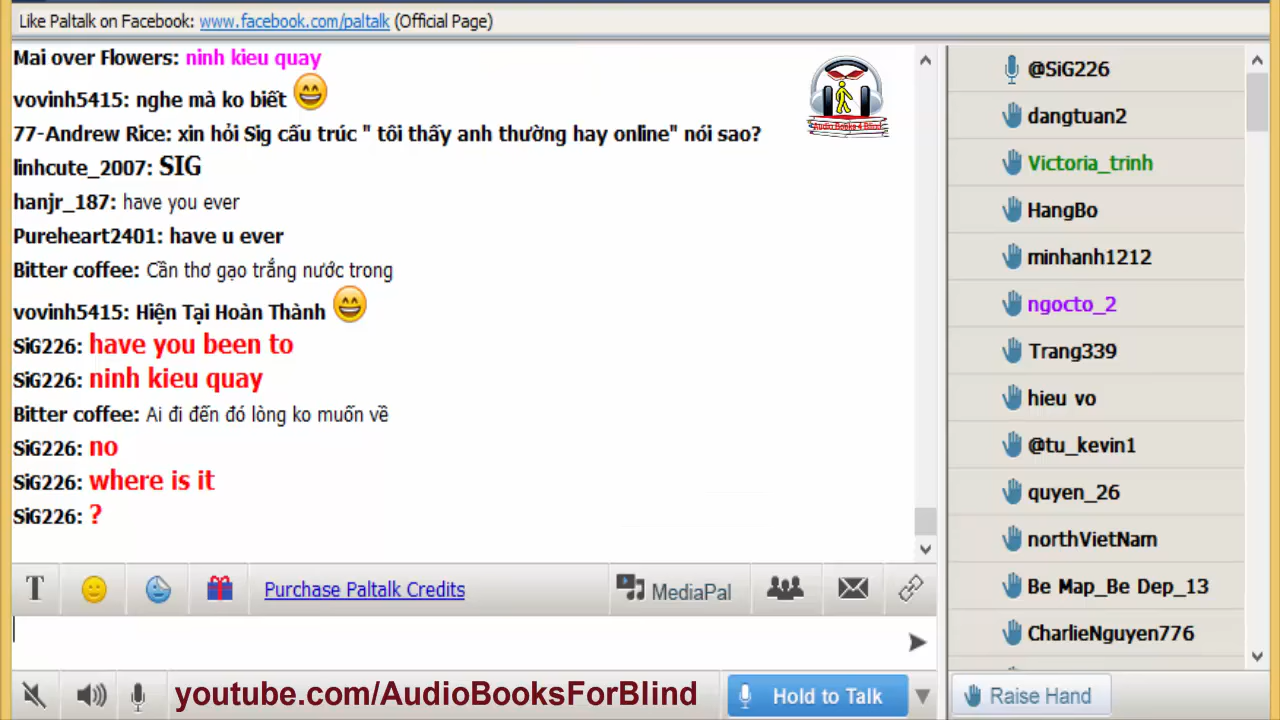 Like Paltalk on Facebook: www.facebook.com/paltalk (Official Page)
Mai over Flowers: ninh kieu quay
vovinh5415: nghe mà ko biết
77-Andrew Rice: xin hỏi Sig cấu trúc " tôi thấy anh thường hay online" nói sao?
linhcute_2007: SIG
hanjr_187: have you ever
Pureheart2401: have u ever
Bitter coffee: Cần thơ gạo trắng nước trong
vovinh5415: Hiện Tại Hoàn Thành
SiG226: have you been to
SiG226: ninh kieu quay
Bitter coffee: Ai đi đến đó lòng ko muốn về
SiG226: no
SiG226: where is it
SiG226: ?
Audio Books 4 Blind
@SiG226
dangtuan2
Victoria_trinh
HangBo
minhanh1212
ngocto_2
Trang339
hieu vo
@tu_kevin1
quyen_26
northVietNam
Be Map_Be Dep_13
CharlieNguyen776
T
Purchase Paltalk Credits
MediaPal
youtube.com/AudioBooksForBlind
Hold to Talk
Raise Hand